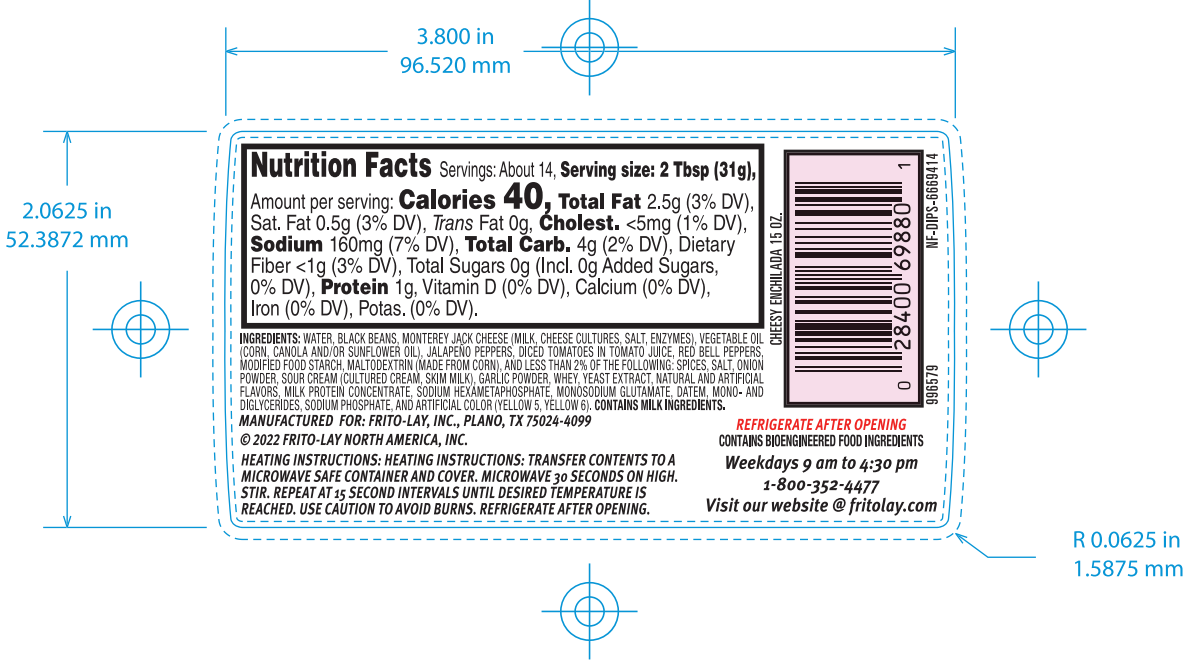 3.800 in
96.520 mm
2.0625 in
52.3872 mm
Nutrition Facts Servings: About 14, Serving size: 2 Tbsp (31g),
Amount per serving: Calories 40, Total Fat 2.5g (3% DV),
Sat. Fat 0.5g (3% DV), Trans Fat 0g, Cholest. <5mg (1% DV),
Sodium 160mg (7% DV), Total Carb. 4g (2% DV), Dietary
Fiber <1g (3% DV), Total Sugars 0g (Incl. 0g Added Sugars,
0% DV), Protein 1g, Vitamin D (0% DV), Calcium (0% DV),
Iron (0% DV), Potas. (0% DV).
INGREDIENTS: WATER, BLACK BEANS, MONTEREY JACK CHEESE (MILK, CHEESE CULTURES, SALT, ENZYMES), VEGETABLE OIL
(CORN, CANOLA AND/OR SUNFLOWER OIL), JALAPEÑO PEPPERS, DICED TOMATOES IN TOMATO JUICE, RED BELL PEPPERS,
MODIFIED FOOD STARCH, MALTODEXTRIN (MADE FROM CORN), AND LESS THAN 2% OF THE FOLLOWING: SPICES, SALT, ONION
POWDER, SOUR CREAM (CULTURED CREAM, SKIM MILK), GARLIC POWDER, WHEY, YEAST EXTRACT, NATURAL AND ARTIFICIAL
FLAVORS, MILK PROTEIN CONCENTRATE, SODIUM HEXAMETAPHOSPHATE, MONOSODIUM GLUTAMATE, DATEM, MONO- AND
DIGLYCERIDES, SODIUM PHOSPHATE, AND ARTIFICIAL COLOR (YELLOW 5, YELLOW 6). CONTAINS MILK INGREDIENTS.
MANUFACTURED FOR: FRITO-LAY, INC., PLANO, TX 75024-4099
© 2022 FRITO-LAY NORTH AMERICA, INC.
HEATING INSTRUCTIONS: HEATING INSTRUCTIONS: TRANSFER CONTENTS TO A
MICROWAVE SAFE CONTAINER AND COVER. MICROWAVE 30 SECONDS ON HIGH.
STIR. REPEAT AT 15 SECOND INTERVALS UNTIL DESIRED TEMPERATURE IS
REACHED. USE CAUTION TO AVOID BURNS. REFRIGERATE AFTER OPENING.
CHEESY ENCHILADA 15 OZ.
0 28400 69880 1
996579
NF-DIPS-6669414
REFRIGERATE AFTER OPENING
CONTAINS BIOENGINEERED FOOD INGREDIENTS
Weekdays 9 am to 4:30 pm
1-800-352-4477
Visit our website @ fritolay.com
R 0.0625 in
1.5875 mm